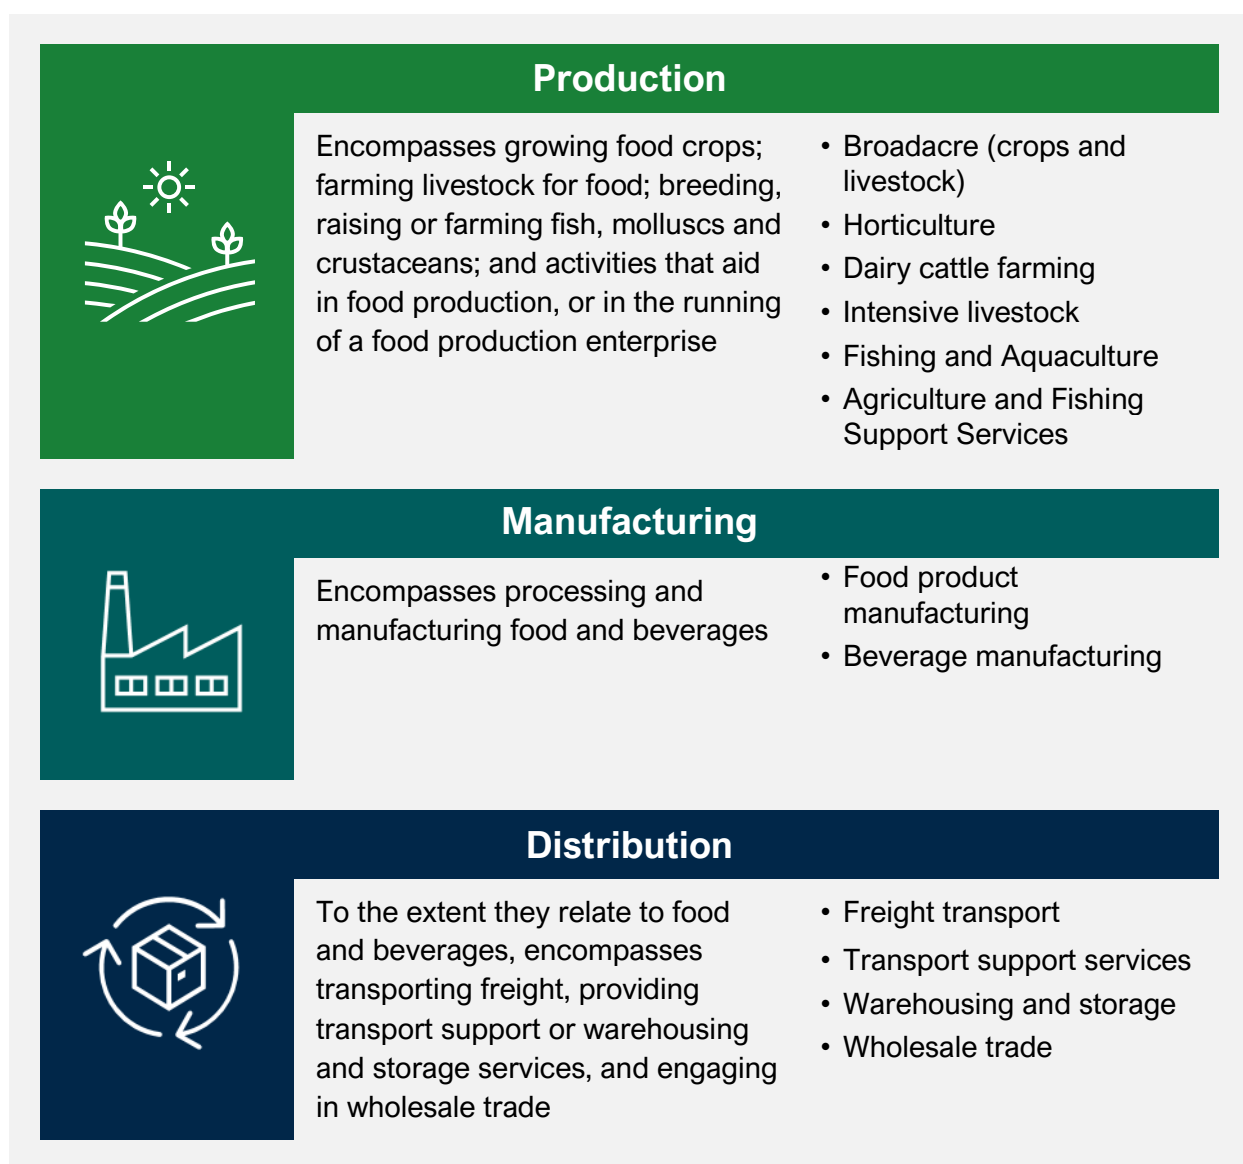 Production
Encompasses growing food crops;
farming livestock for food; breeding,
raising or farming fish, molluscs and
crustaceans; and activities that aid
in food production, or in the running
of a food production enterprise
• Broadacre (crops and
livestock)
• Horticulture
• Dairy cattle farming
• Intensive livestock
• Fishing and Aquaculture
• Agriculture and Fishing
Support Services
Manufacturing
Encompasses processing and
manufacturing food and beverages
• Food product
manufacturing
• Beverage manufacturing
Distribution
To the extent they relate to food
and beverages, encompasses
transporting freight, providing
transport support or warehousing
and storage services, and engaging
in wholesale trade
• Freight transport
• Transport support services
• Warehousing and storage
• Wholesale trade